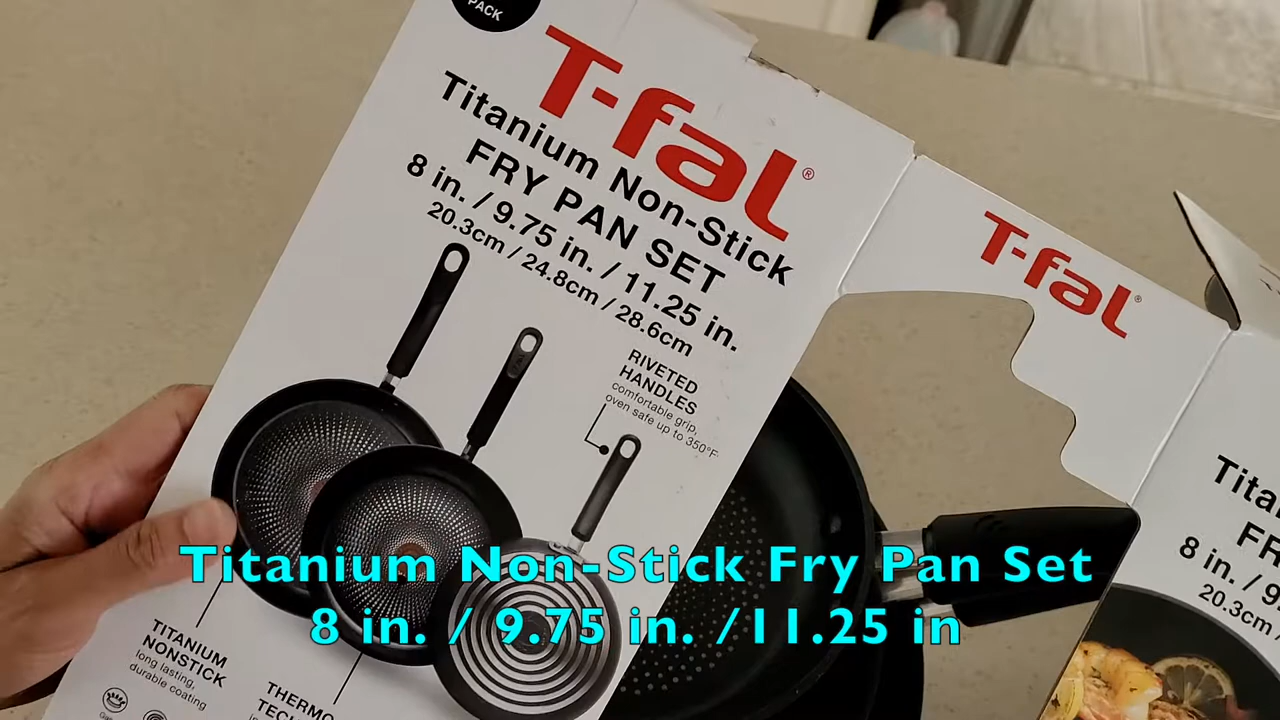 PACK
T-fal®
Titanium Non-Stick
FRY PAN SET
8 in. / 9.75 in. / 11.25 in.
20.3cm / 24.8cm / 28.6cm
RIVETED
HANDLES
comfortable grip,
oven safe up to 350°F
TITANIUM
NONSTICK
long lasting,
durable coating
THERMO
T-fal®
8 in. / 9
20.3cm
Titanium Non-Stick Fry Pan Set
8 in. / 9.75 in. /11.25 in